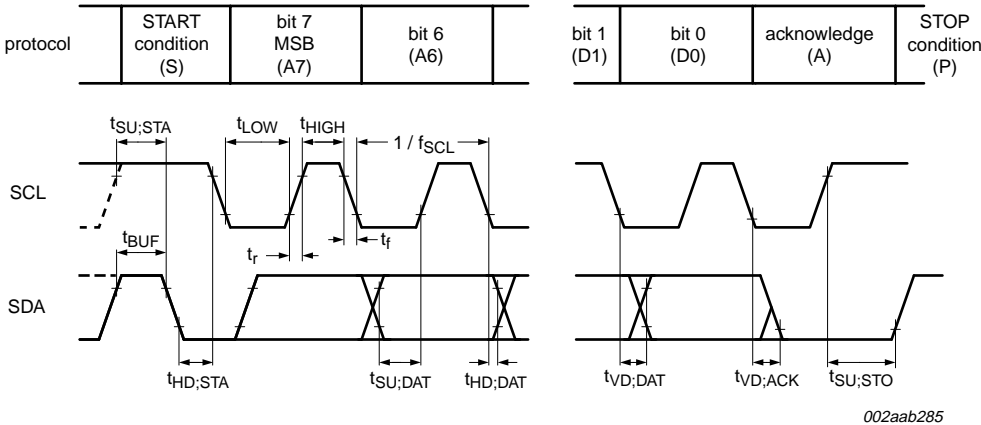 protocol
START
condition
(S)
bit 7
MSB
(A7)
bit 6
(A6)
bit 1
(D1)
bit 0
(D0)
acknowledge
(A)
STOP
condition
(P)
tSU;STA
tLOW
tHIGH
1 / fSCL
SCL
tBUF
tr
tf
SDA
tHD;STA
tSU;DAT
tHD;DAT
tVD;DAT
tVD;ACK
tSU;STO
002aab285